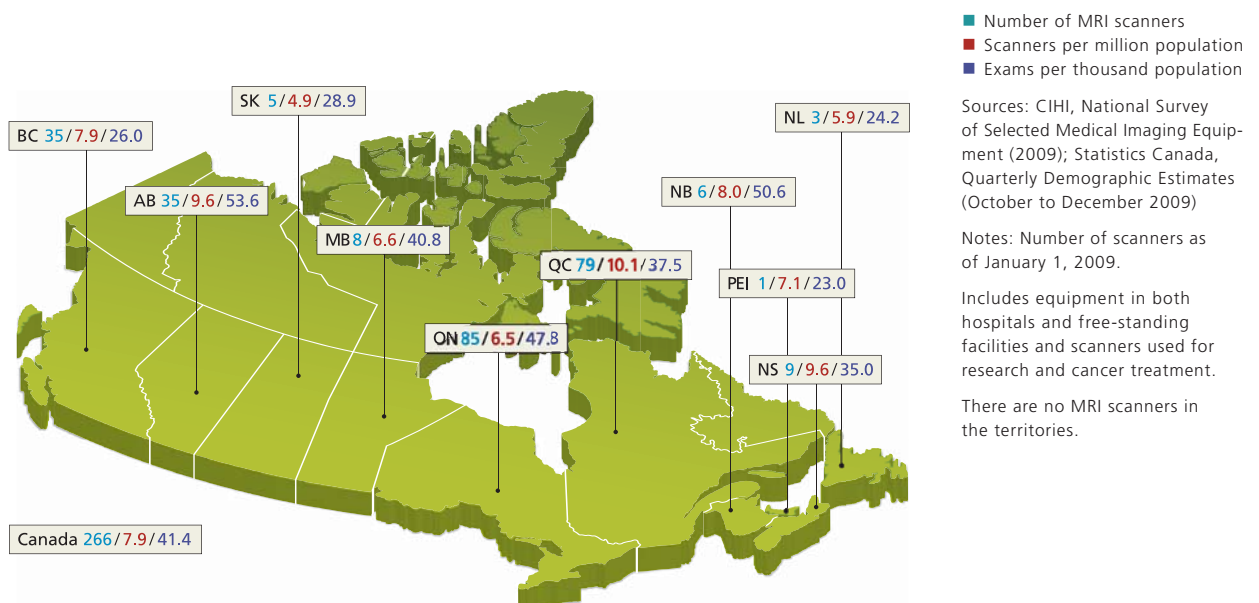 SK 5/4.9/28.9
BC 35/7.9/26.0
AB 35/9.6/53.6
MB 8/6.6/40.8
NL 3/5.9/24.2
NB 6/8.0/50.6
QC 79/10.1/37.5
PEI 1/7.1/23.0
ON 85/6.5/47.8
NS 9/9.6/35.0
Canada 266/7.9/41.4
Number of MRI scanners
Scanners per million population
Exams per thousand population
Sources: CIHI, National Survey
of Selected Medical Imaging Equip-
ment (2009); Statistics Canada,
Quarterly Demographic Estimates
(October to December 2009)
Notes: Number of scanners as
of January 1, 2009.
Includes equipment in both
hospitals and free-standing
facilities and scanners used for
research and cancer treatment.
There are no MRI scanners in
the territories.